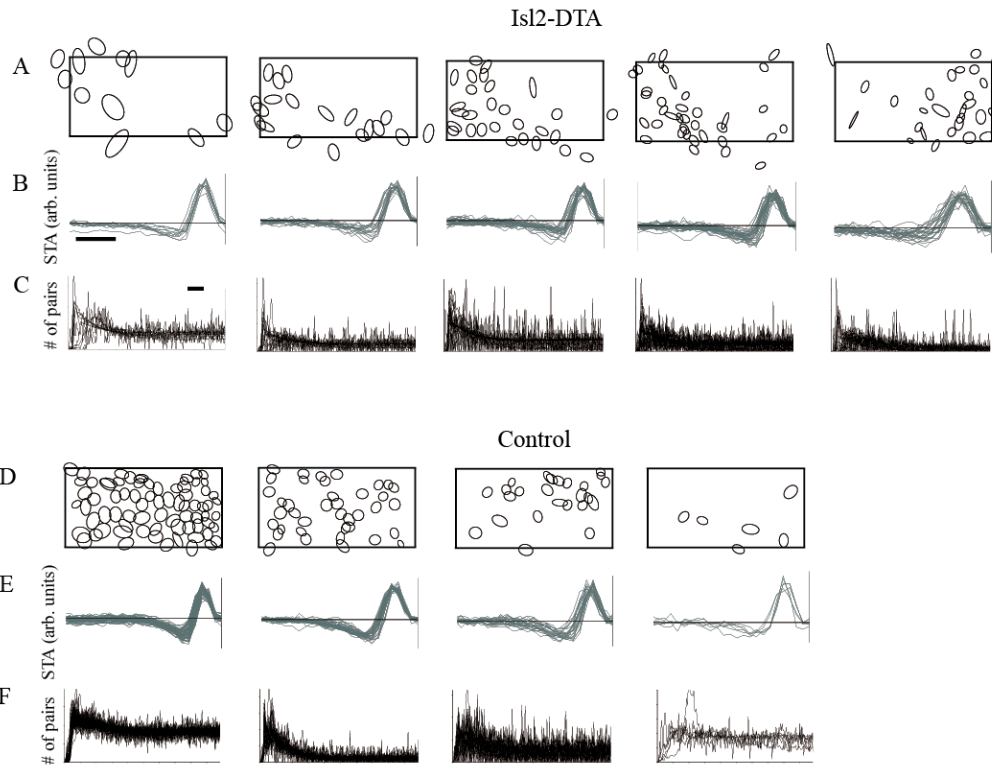 Isl2-DTA
A
B
STA (arb. units)
C
# of pairs
Control
D
E
STA (arb. units)
F
# of pairs